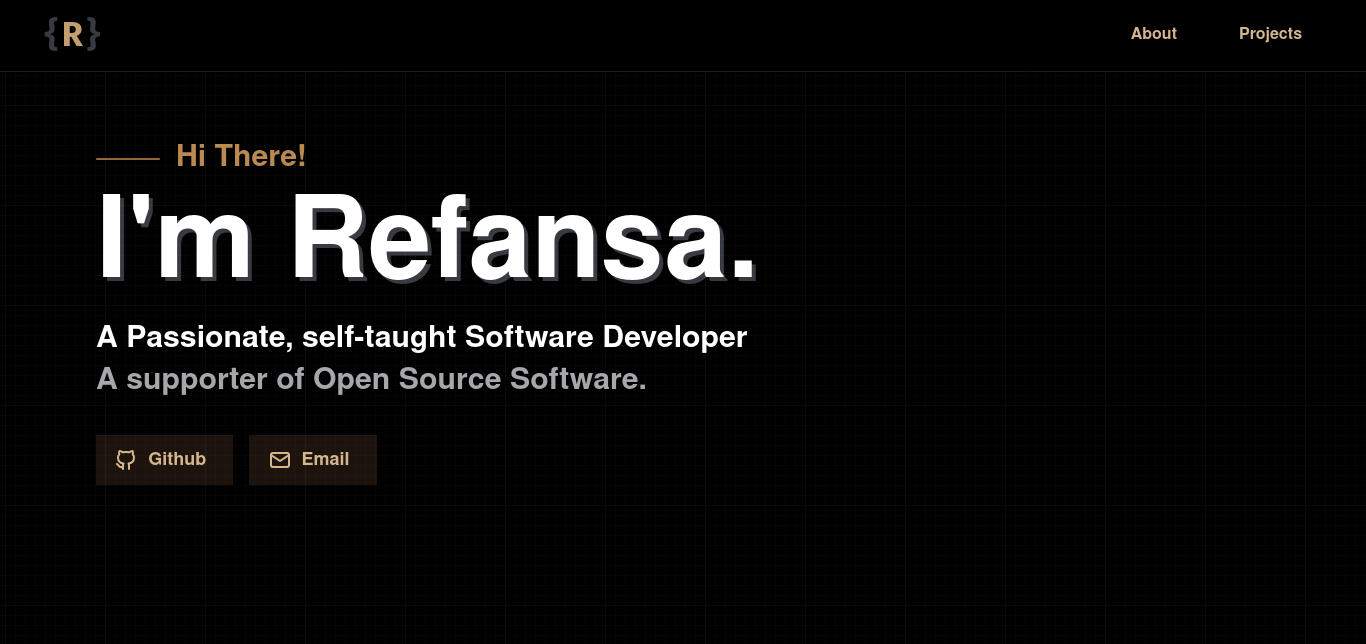 {R}
About
Projects
Hi There!
I'm Refansa.
A Passionate, self-taught Software Developer
A supporter of Open Source Software.
Github
Email